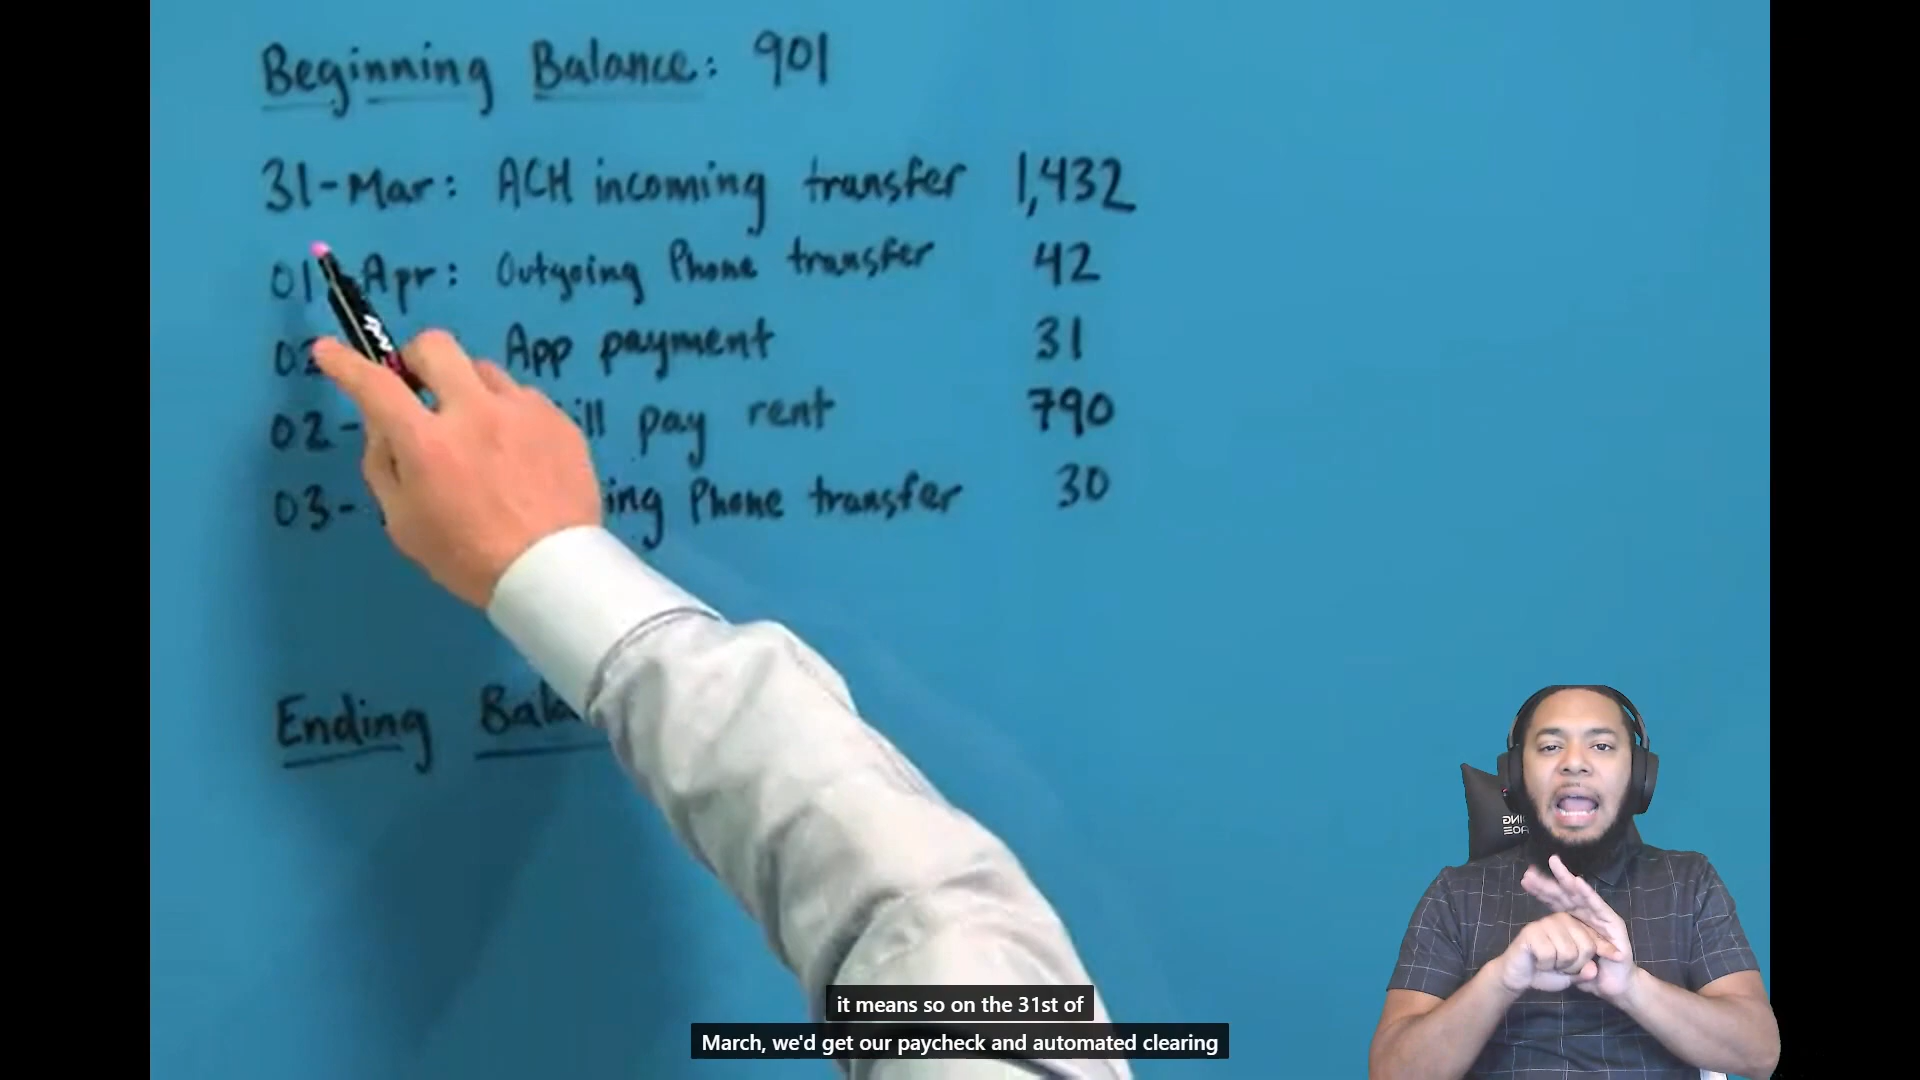 Beginning Balance: 901
31-Mar: ACH incoming transfer 1,432
01 Apr: Outgoing Phone transfer 42
02 App payment 31
02- pay rent 790
03- Phone transfer 30
Ending
it means so on the 31st of
March, we'd get our paycheck and automated clearing